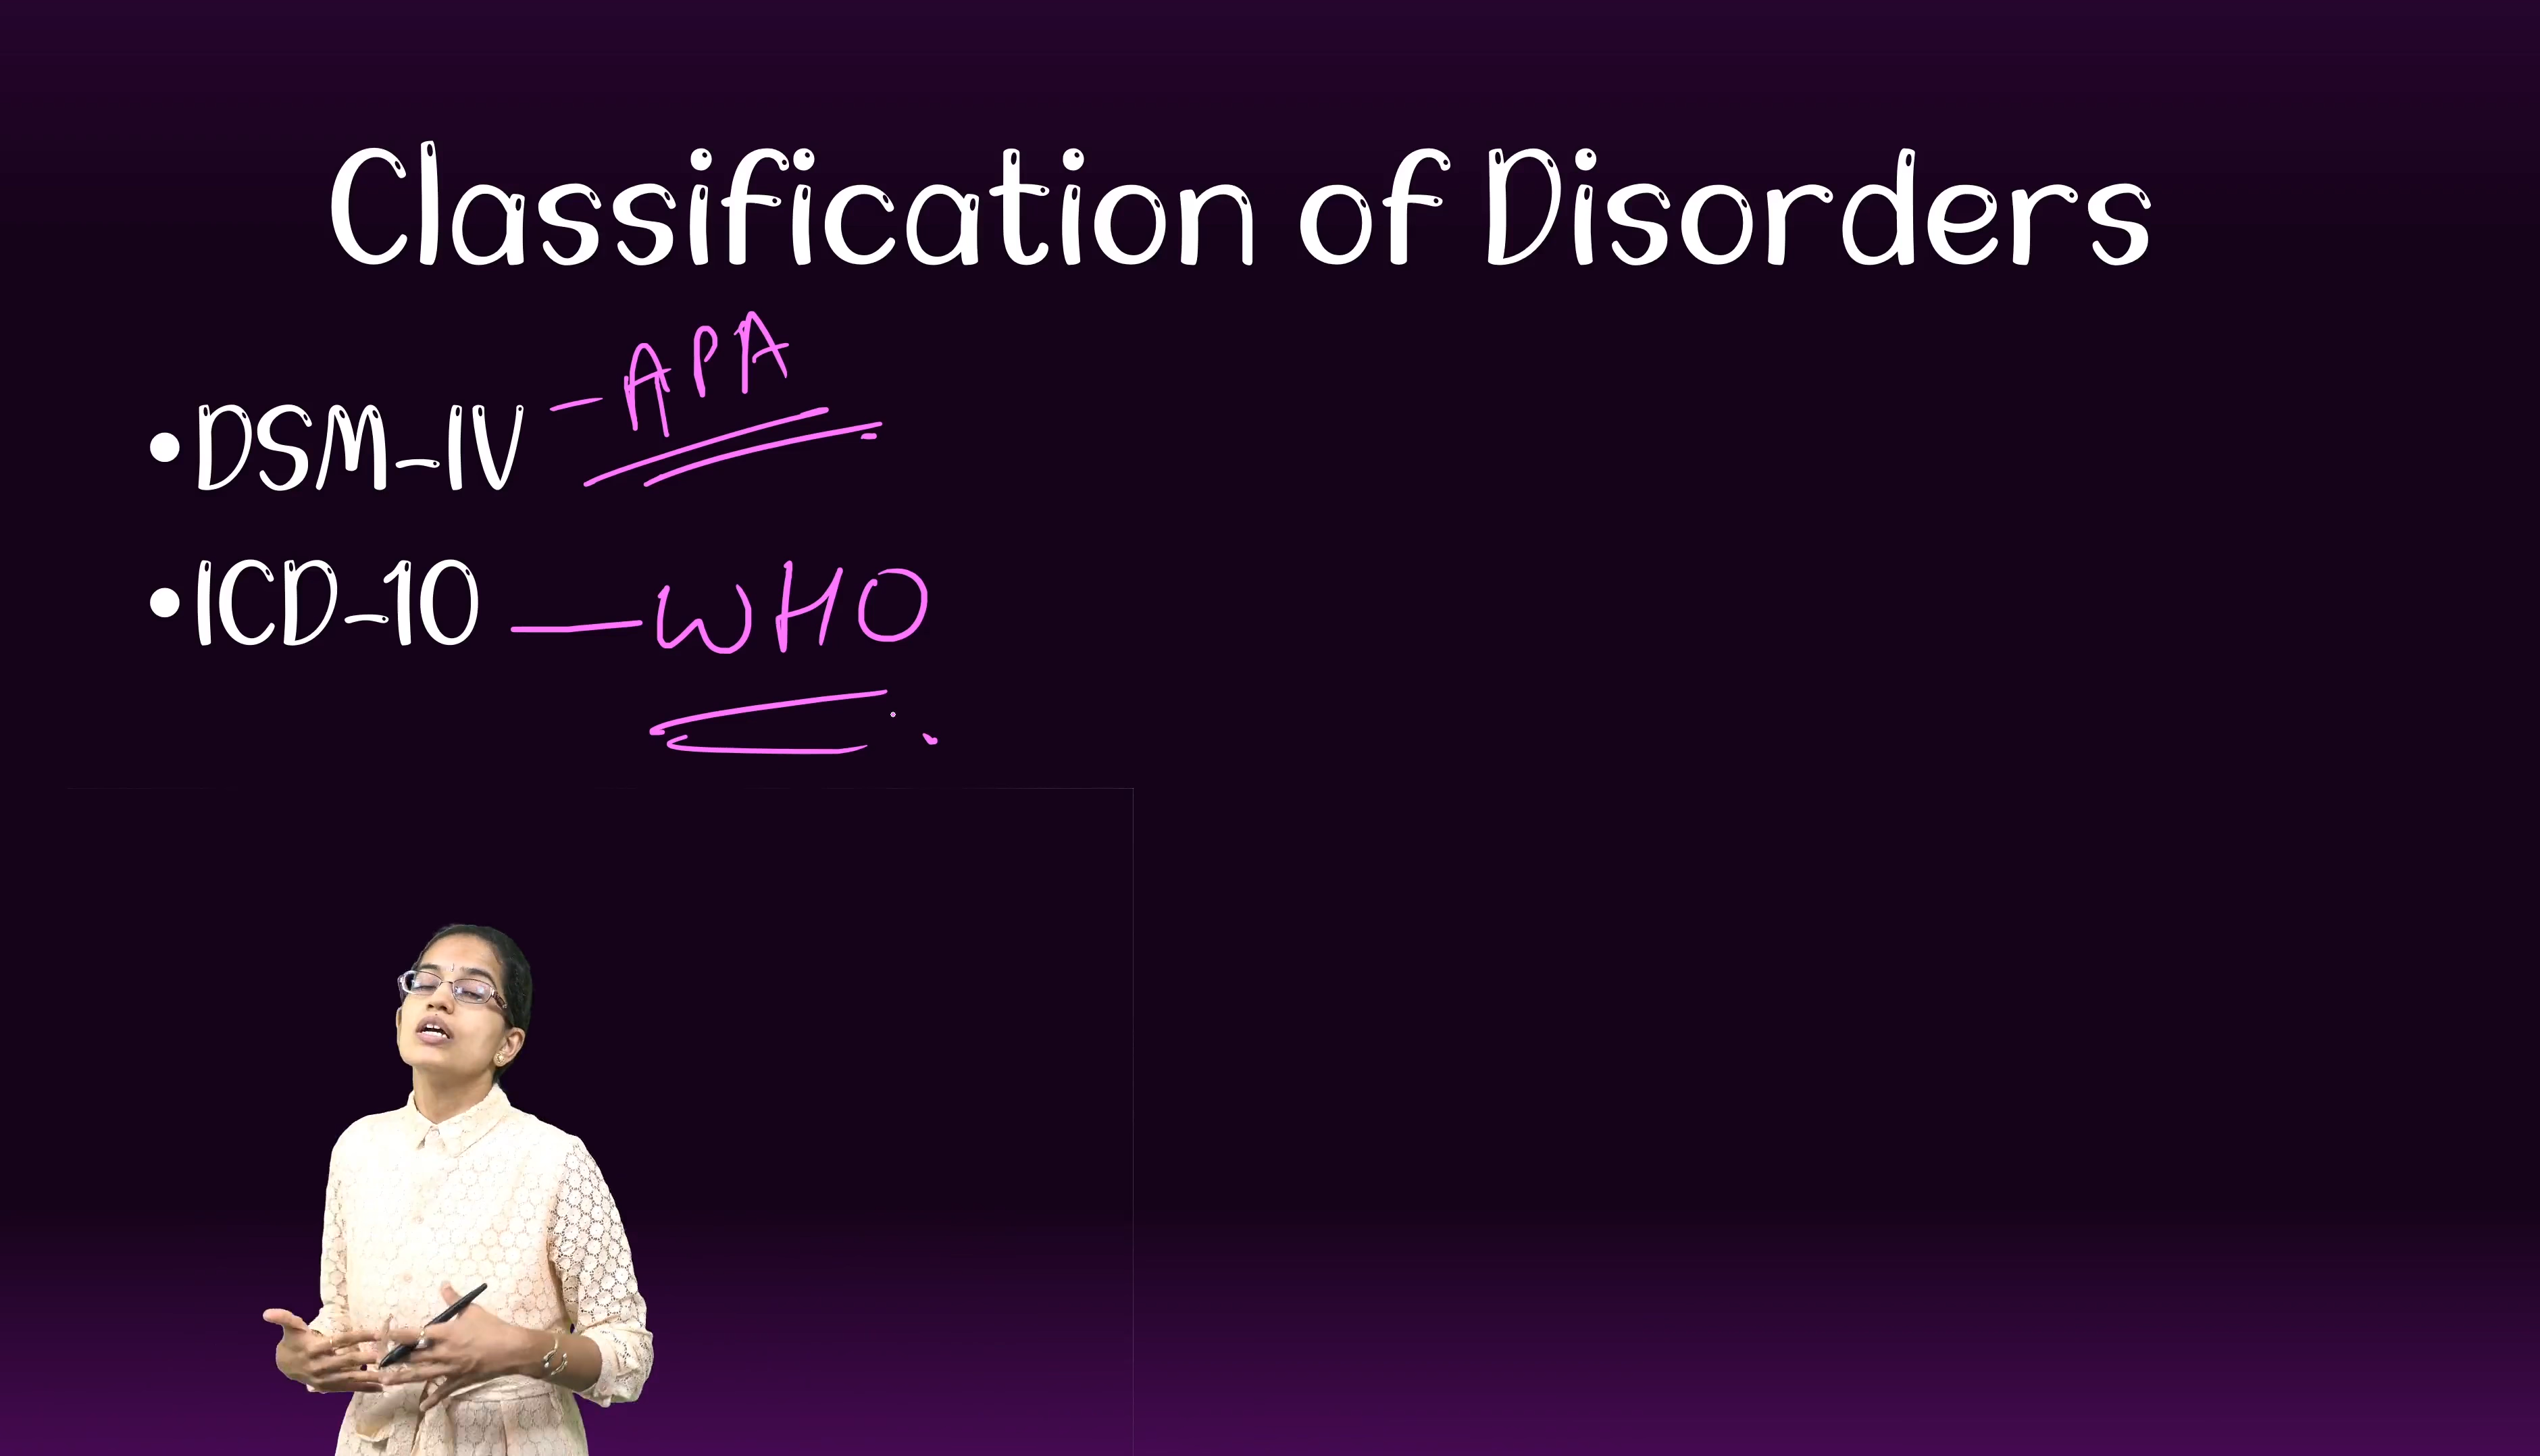 Classification of Disorders
•DSM-IV -APA
•ICD-10 —WHO